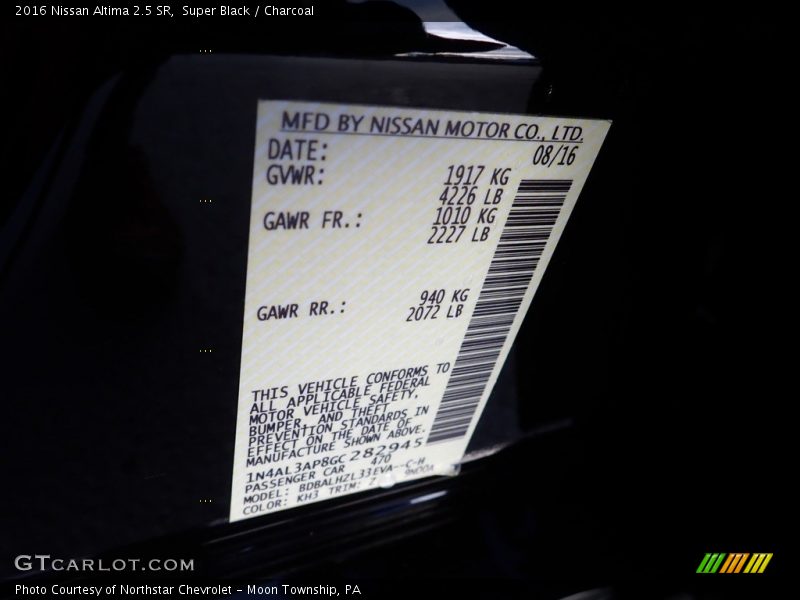 2016 Nissan Altima 2.5 SR,  Super Black / Charcoal
MFD BY NISSAN MOTOR CO., LTD.
DATE: 08/16
GVWR: 1917 KG
4226 LB
GAWR FR.: 1010 KG
2227 LB
GAWR RR.: 940 KG
2072 LB
THIS VEHICLE CONFORMS TO
ALL APPLICABLE FEDERAL
MOTOR VEHICLE SAFETY,
BUMPER, AND THEFT
PREVENTION STANDARDS IN
EFFECT ON THE DATE OF
MANUFACTURE SHOWN ABOVE.
1N4AL3AP8GC282945
PASSENGER CAR 470
MODEL: BDBALHZL33EVA--C-H
COLOR: KH3 TRIM: Z
GTCARLOT.COM
Photo Courtesy of Northstar Chevrolet - Moon Township, PA